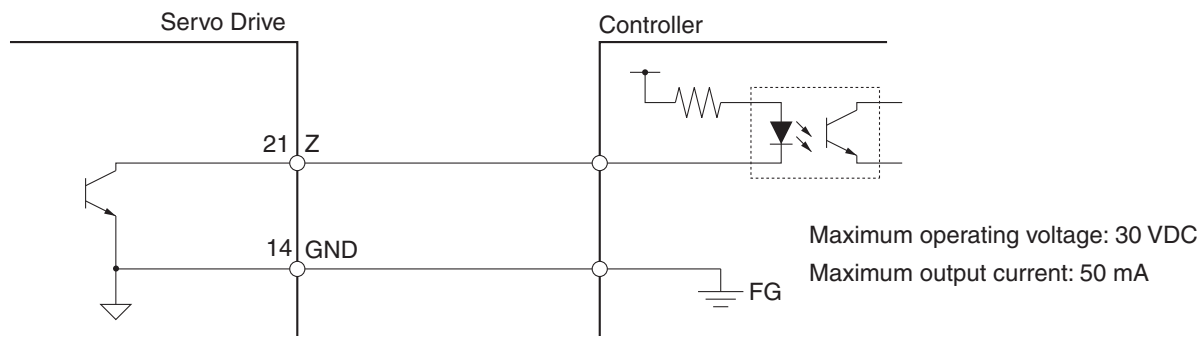 Servo Drive
Controller
21 Z
14 GND
FG
Maximum operating voltage: 30 VDC
Maximum output current: 50 mA